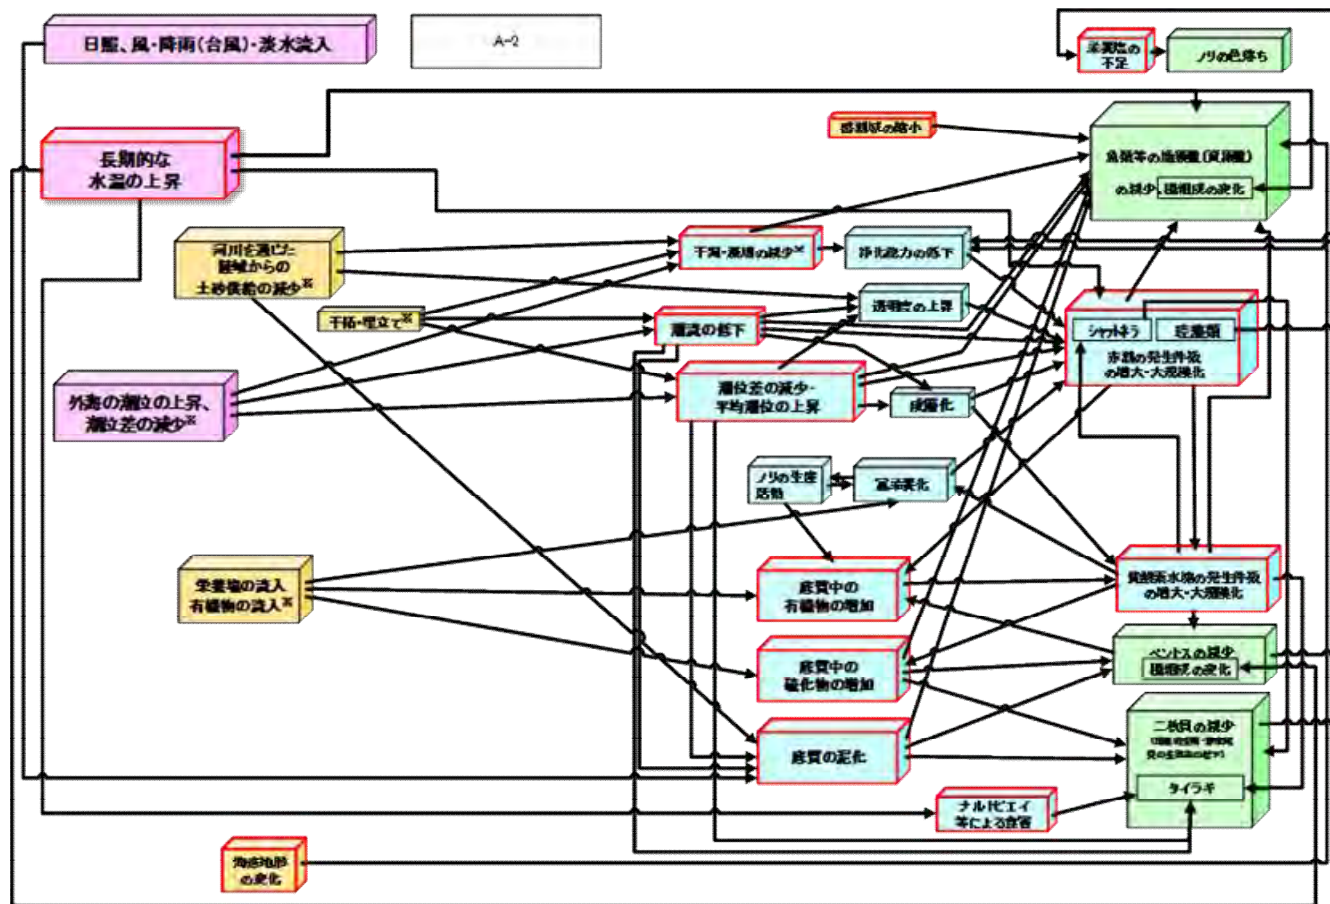 日照、風・降雨(台風)・淡水流入
A-2
栄養塩の
不足
ノリの色落ち
長期的な
水温の上昇
藻場域の縮小
魚類等の資源量(漁獲量)
の減少、種組成の変化
河川を通じた
陸域からの
土砂供給の減少※
干潟・藻場の減少※
浄化能力の低下
干拓・埋立て※
透明度の上昇
潮流の低下
シャットネラ
珪藻類
赤潮の発生件数
の増大・大規模化
外海の潮位の上昇、
潮位差の減少※
潮位差の減少・
平均潮位の上昇
成層化
ノリの生産
活動
富栄養化
栄養塩の流入
有機物の流入※
底質中の
有機物の増加
貧酸素水塊の発生件数
の増大・大規模化
底質中の
硫化物の増加
ベントスの減少
種組成の変化
底質の泥化
二枚貝の減少
タイラギ
ナルトビエイ
等による食害
海底地形
の変化